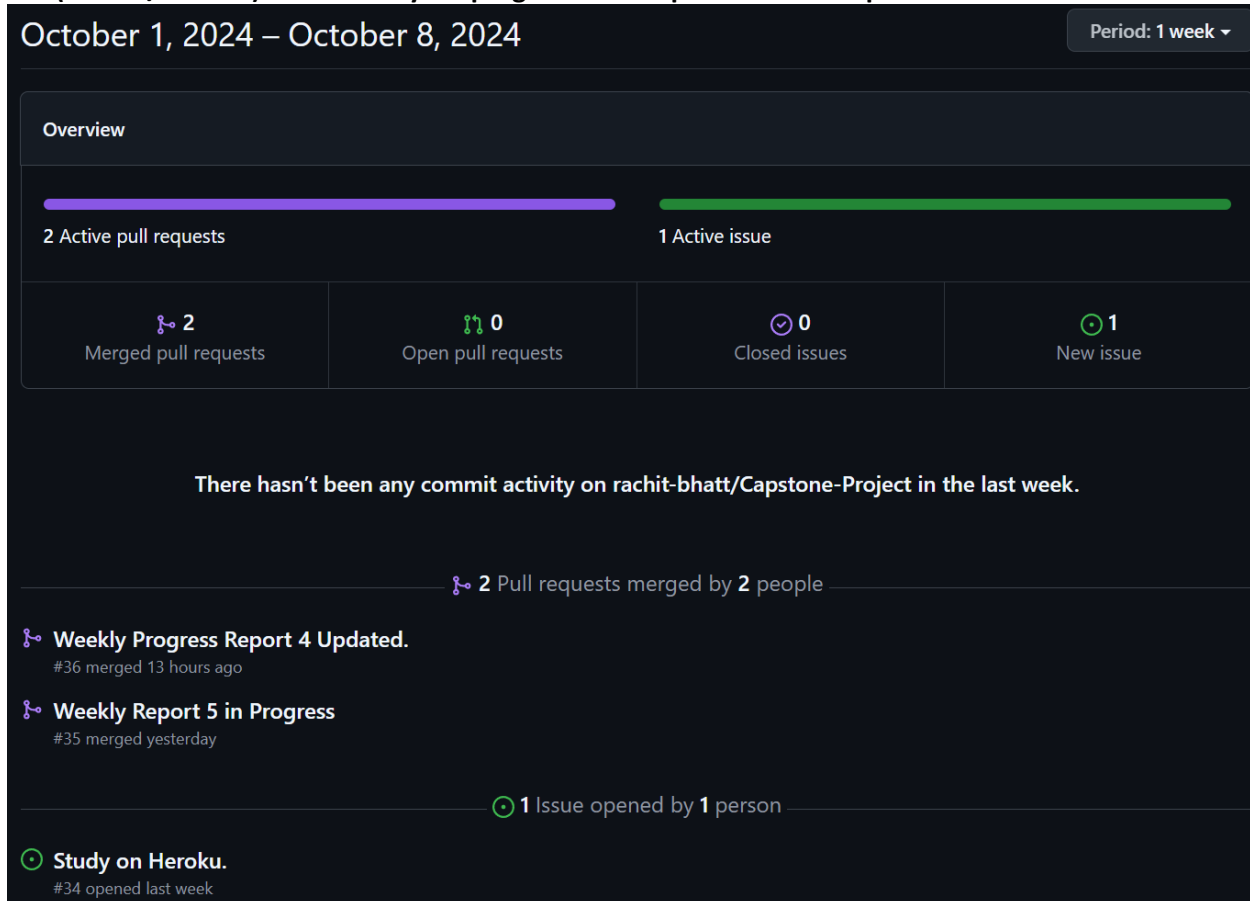 October 1, 2024 – October 8, 2024
Period: 1 week
Overview
2 Active pull requests
1 Active issue
2
Merged pull requests
0
Open pull requests
0
Closed issues
1
New issue
There hasn't been any commit activity on rachit-bhatt/Capstone-Project in the last week.
2 Pull requests merged by 2 people
Weekly Progress Report 4 Updated.
#36 merged 13 hours ago
Weekly Report 5 in Progress
#35 merged yesterday
1 Issue opened by 1 person
Study on Heroku.
#34 opened last week